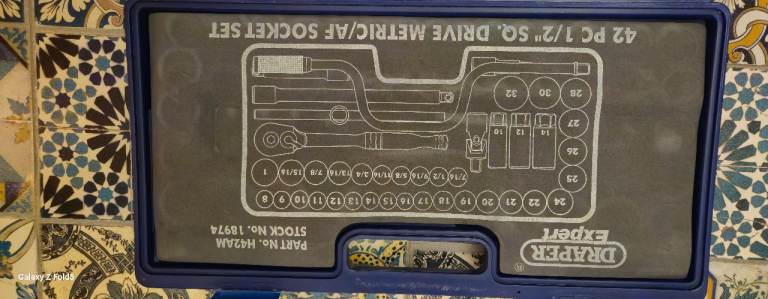 42 PC 1/2" SQ. DRIVE METRIC/AF SOCKET SET
28 30 32
27
14 12 10
26
25
7/16 1/2 9/16 5/8 11/16 3/4 13/16 7/8 15/16 1
24 22 21 20 19 18 17 16 15 14 13 12 11 10 9 8
DRAPER®
Expert
PART No. H42AM
STOCK No. 18974
Galaxy Z Fold5